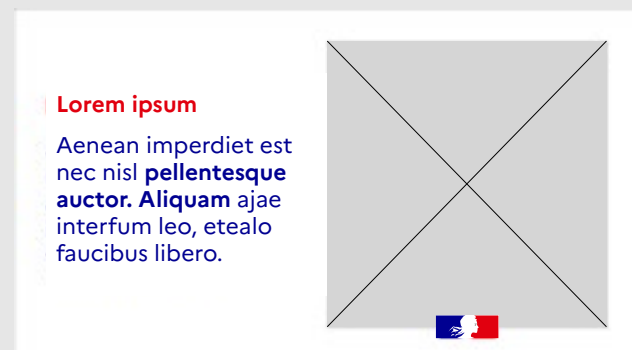 Lorem ipsum
Aenean imperdiet est
nec nisl pellentesque
auctor. Aliquam ajae
interfum leo, etealo
faucibus libero.